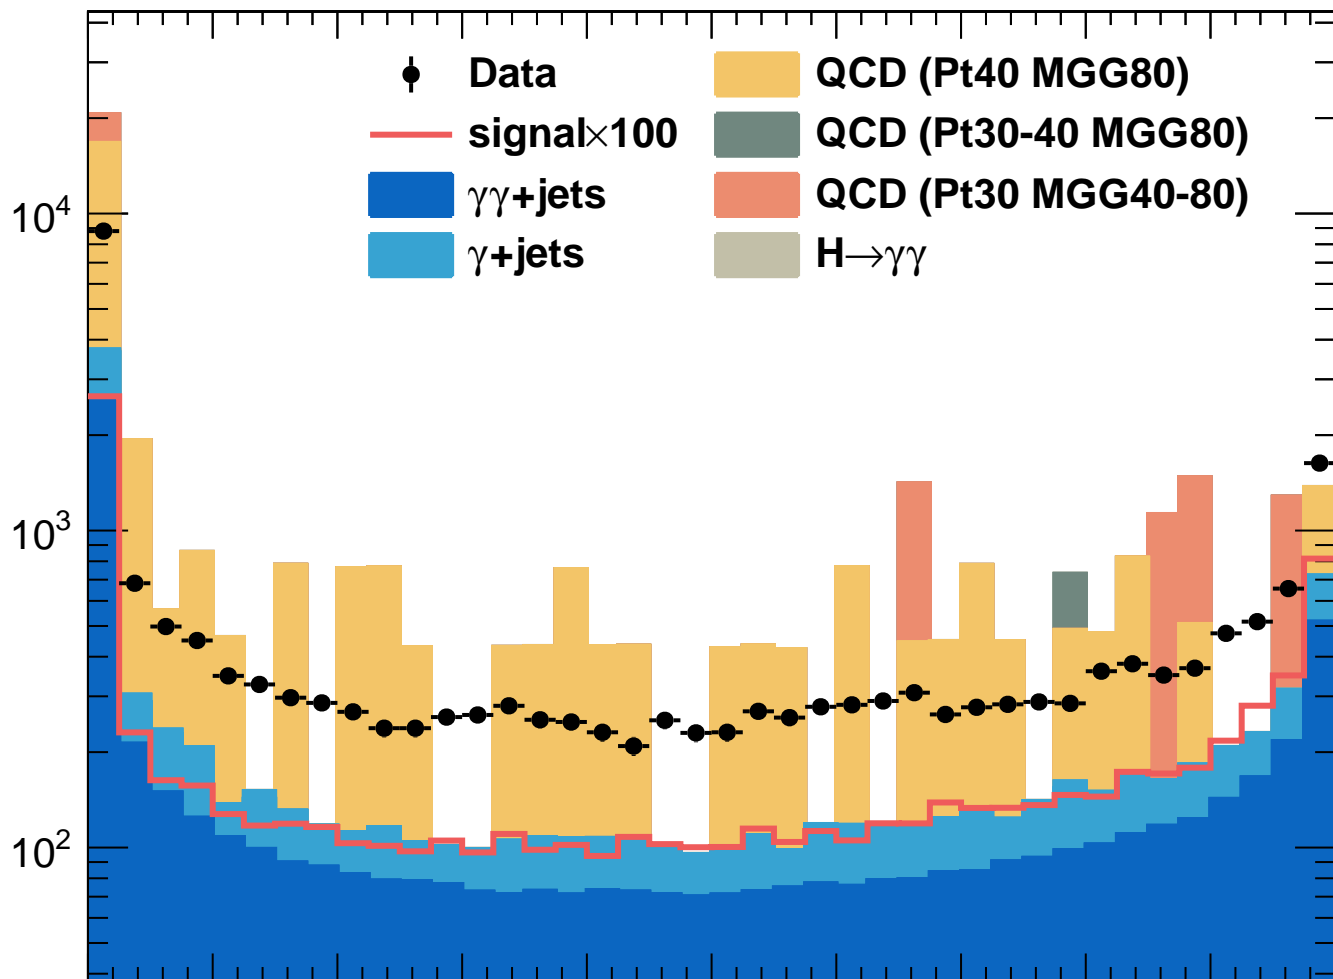 Data
signal×100
γγ+jets
γ+jets
QCD (Pt40 MGG80)
QCD (Pt30-40 MGG80)
QCD (Pt30 MGG40-80)
H→γγ
10⁴
10³
10²